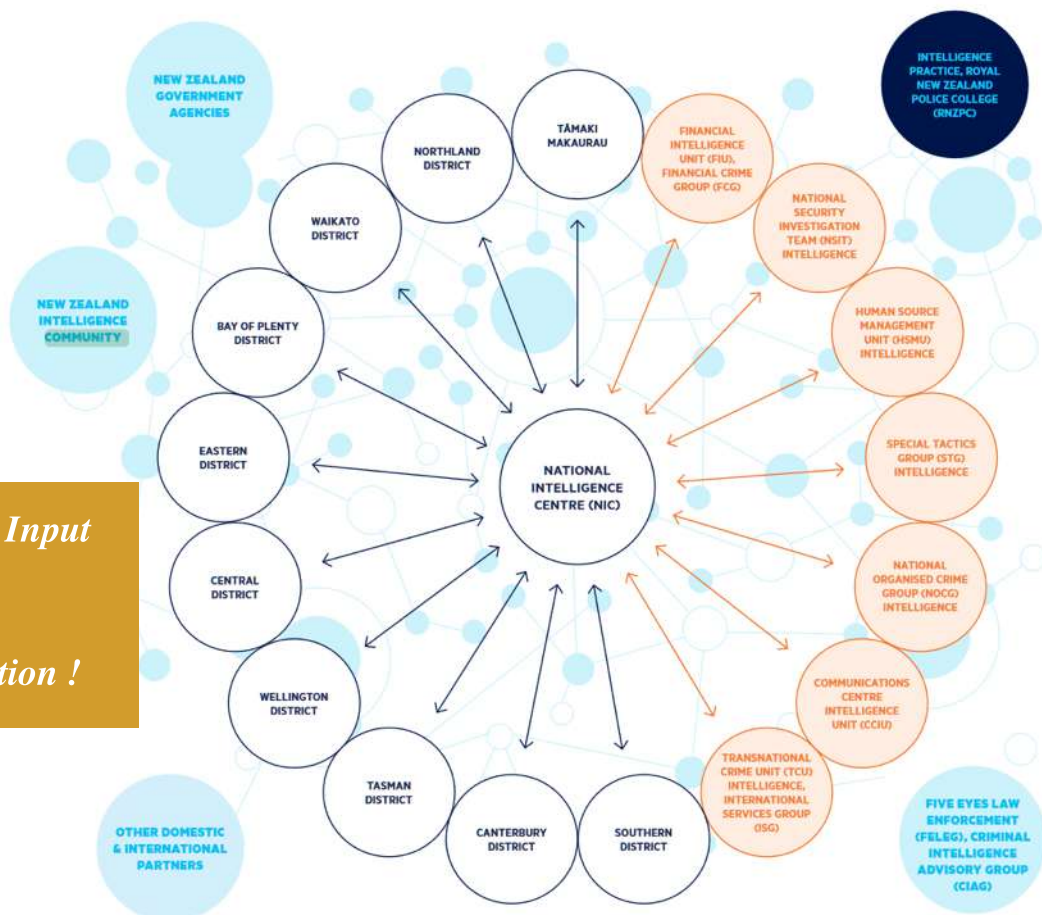 NEW ZEALAND
GOVERNMENT
AGENCIES
INTELLIGENCE
PRACTICE, ROYAL
NEW ZEALAND
POLICE COLLEGE
(RNZPC)
NORTHLAND
DISTRICT
TĀMAKI
MAKAURAU
FINANCIAL
INTELLIGENCE
UNIT (FIU),
FINANCIAL CRIME
GROUP (FCG)
WAIKATO
DISTRICT
NATIONAL
SECURITY
INVESTIGATION
TEAM (NSIT)
INTELLIGENCE
NEW ZEALAND
INTELLIGENCE
COMMUNITY
BAY OF PLENTY
DISTRICT
HUMAN SOURCE
MANAGEMENT
UNIT (HSMU)
INTELLIGENCE
EASTERN
DISTRICT
NATIONAL
INTELLIGENCE
CENTRE (NIC)
SPECIAL TACTICS
GROUP (STG)
INTELLIGENCE
Input
tion !
CENTRAL
DISTRICT
NATIONAL
ORGANISED CRIME
GROUP (NOCG)
INTELLIGENCE
WELLINGTON
DISTRICT
COMMUNICATIONS
CENTRE
INTELLIGENCE
UNIT (CCIU)
TASMAN
DISTRICT
CANTERBURY
DISTRICT
SOUTHERN
DISTRICT
TRANSNATIONAL
CRIME UNIT (TCU)
INTELLIGENCE,
INTERNATIONAL
SERVICES GROUP
(ISG)
OTHER DOMESTIC
& INTERNATIONAL
PARTNERS
FIVE EYES LAW
ENFORCEMENT
(FELEG), CRIMINAL
INTELLIGENCE
ADVISORY GROUP
(CIAG)